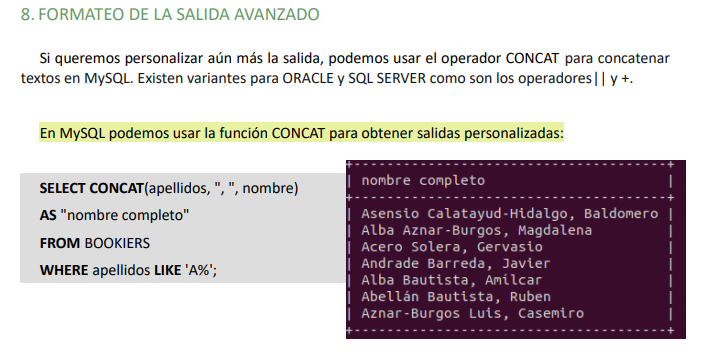 8. FORMATEO DE LA SALIDA AVANZADO
Si queremos personalizar aún más la salida, podemos usar el operador CONCAT para concatenar
textos en MySQL. Existen variantes para ORACLE y SQL SERVER como son los operadores|| y +.
En MySQL podemos usar la función CONCAT para obtener salidas personalizadas:
SELECT CONCAT(apellidos, ", ", nombre)
AS "nombre completo"
FROM BOOKIERS
WHERE apellidos LIKE 'A%';
+---------------------------------------+
| nombre completo |
+---------------------------------------+
| Asensio Calatayud-Hidalgo, Baldomero |
| Alba Aznar-Burgos, Magdalena |
| Acero Solera, Gervasio |
| Andrade Barreda, Javier |
| Alba Bautista, Amílcar |
| Abellán Bautista, Ruben |
| Aznar-Burgos Luis, Casemiro |
+---------------------------------------+